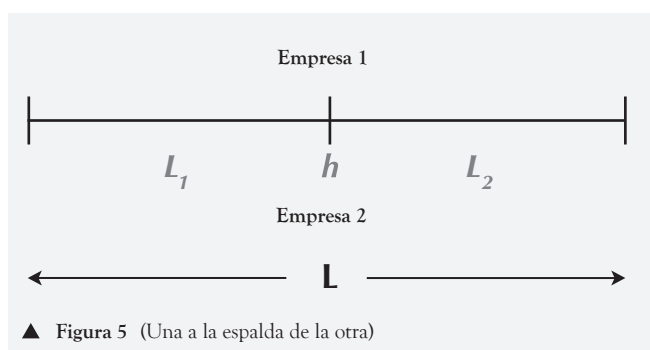 Empresa 1
L₁ h L₂
Empresa 2
L
▲ Figura 5 (Una a la espalda de la otra)